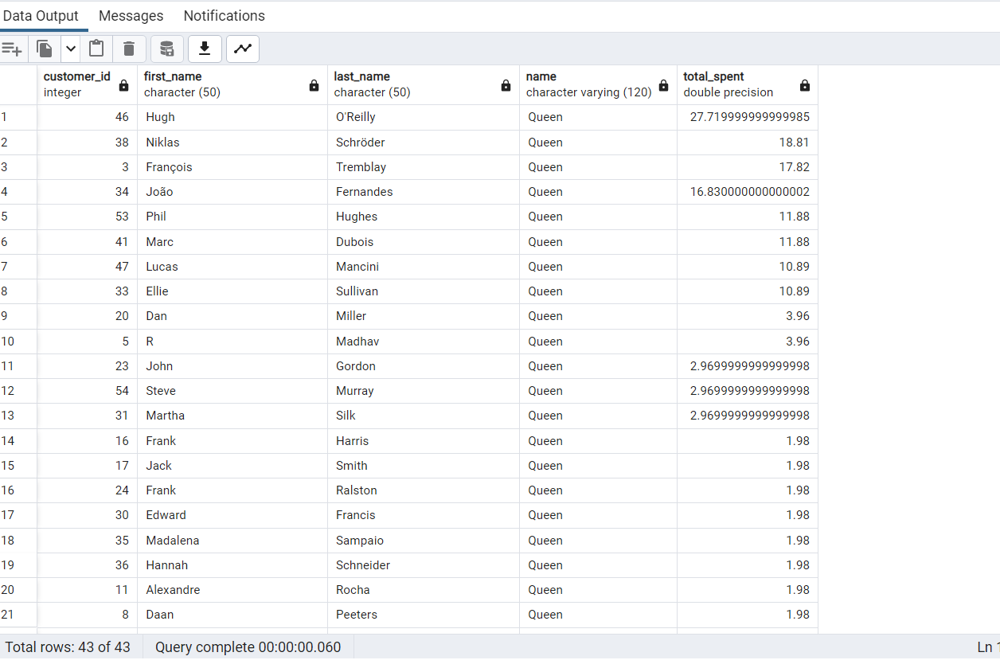 Data Output Messages Notifications
customer_id first_name last_name name total_spent
integer character (50) character (50) character varying (120) double precision
1 46 Hugh O'Reilly Queen 27.719999999999985
2 38 Niklas Schröder Queen 18.81
3 3 François Tremblay Queen 17.82
4 34 João Fernandes Queen 16.830000000000002
5 53 Phil Hughes Queen 11.88
6 41 Marc Dubois Queen 11.88
7 47 Lucas Mancini Queen 10.89
8 33 Ellie Sullivan Queen 10.89
9 20 Dan Miller Queen 3.96
10 5 R Madhav Queen 3.96
11 23 John Gordon Queen 2.9699999999999998
12 54 Steve Murray Queen 2.9699999999999998
13 31 Martha Silk Queen 2.9699999999999998
14 16 Frank Harris Queen 1.98
15 17 Jack Smith Queen 1.98
16 24 Frank Ralston Queen 1.98
17 30 Edward Francis Queen 1.98
18 35 Madalena Sampaio Queen 1.98
19 36 Hannah Schneider Queen 1.98
20 11 Alexandre Rocha Queen 1.98
21 8 Daan Peeters Queen 1.98
Total rows: 43 of 43 Query complete 00:00:00.060 Ln